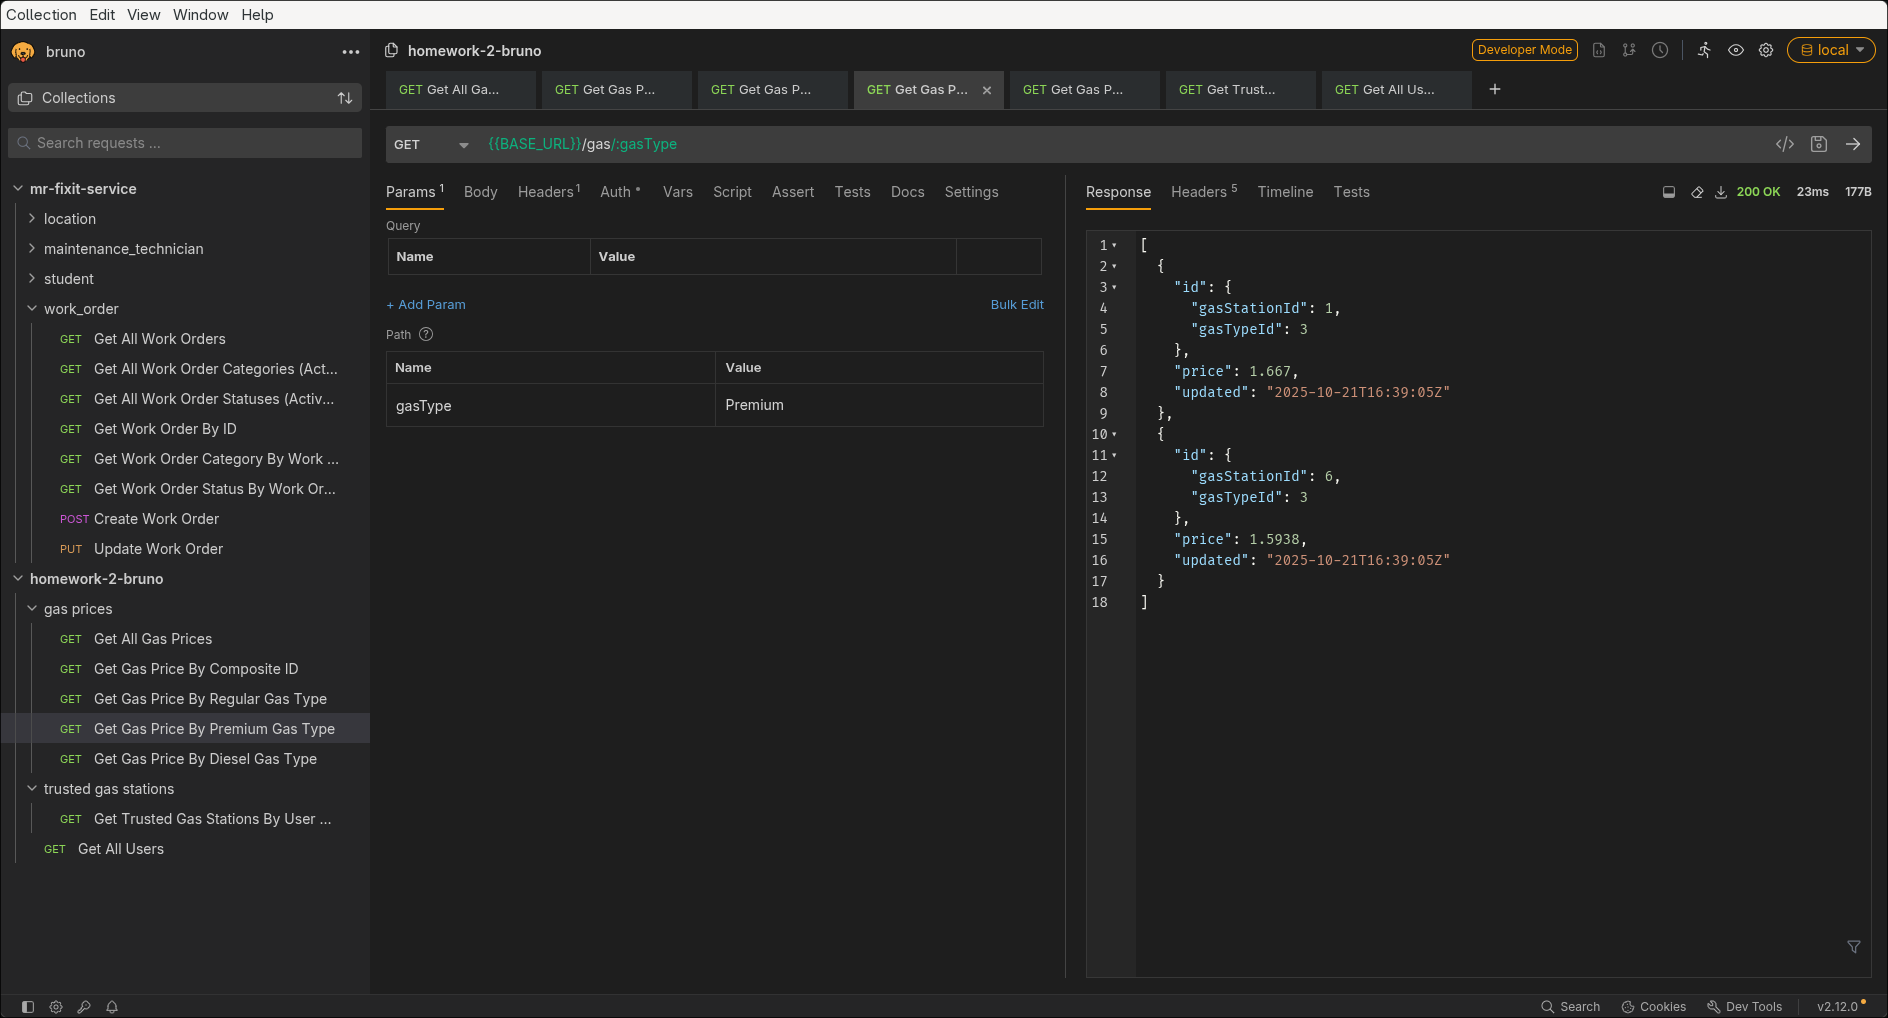 Collection Edit View Window Help
bruno
Collections
Search requests ...
mr-fixit-service
location
maintenance_technician
student
work_order
GET Get All Work Orders
GET Get All Work Order Categories (Act...
GET Get All Work Order Statuses (Activ...
GET Get Work Order By ID
GET Get Work Order Category By Work ...
GET Get Work Order Status By Work Or...
POST Create Work Order
PUT Update Work Order
homework-2-bruno
gas prices
GET Get All Gas Prices
GET Get Gas Price By Composite ID
GET Get Gas Price By Regular Gas Type
GET Get Gas Price By Premium Gas Type
GET Get Gas Price By Diesel Gas Type
trusted gas stations
GET Get Trusted Gas Stations By User ...
GET Get All Users
homework-2-bruno
Developer Mode
local
GET Get All Ga...
GET Get Gas P...
GET Get Gas P...
GET Get Gas P...
GET Get Gas P...
GET Get Trust...
GET Get All Us...
GET {{BASE_URL}}/gas/:gasType
Params 1 Body Headers 1 Auth Vars Script Assert Tests Docs Settings
Query
Name Value
+ Add Param Bulk Edit
Path ?
Name Value
gasType Premium
Response Headers 5 Timeline Tests
200 OK 23ms 177B
1 [
2 {
3 "id": {
4 "gasStationId": 1,
5 "gasTypeId": 3
6 },
7 "price": 1.667,
8 "updated": "2025-10-21T16:39:05Z"
9 },
10 {
11 "id": {
12 "gasStationId": 6,
13 "gasTypeId": 3
14 },
15 "price": 1.5938,
16 "updated": "2025-10-21T16:39:05Z"
17 }
18 ]
Search Cookies Dev Tools v2.12.0